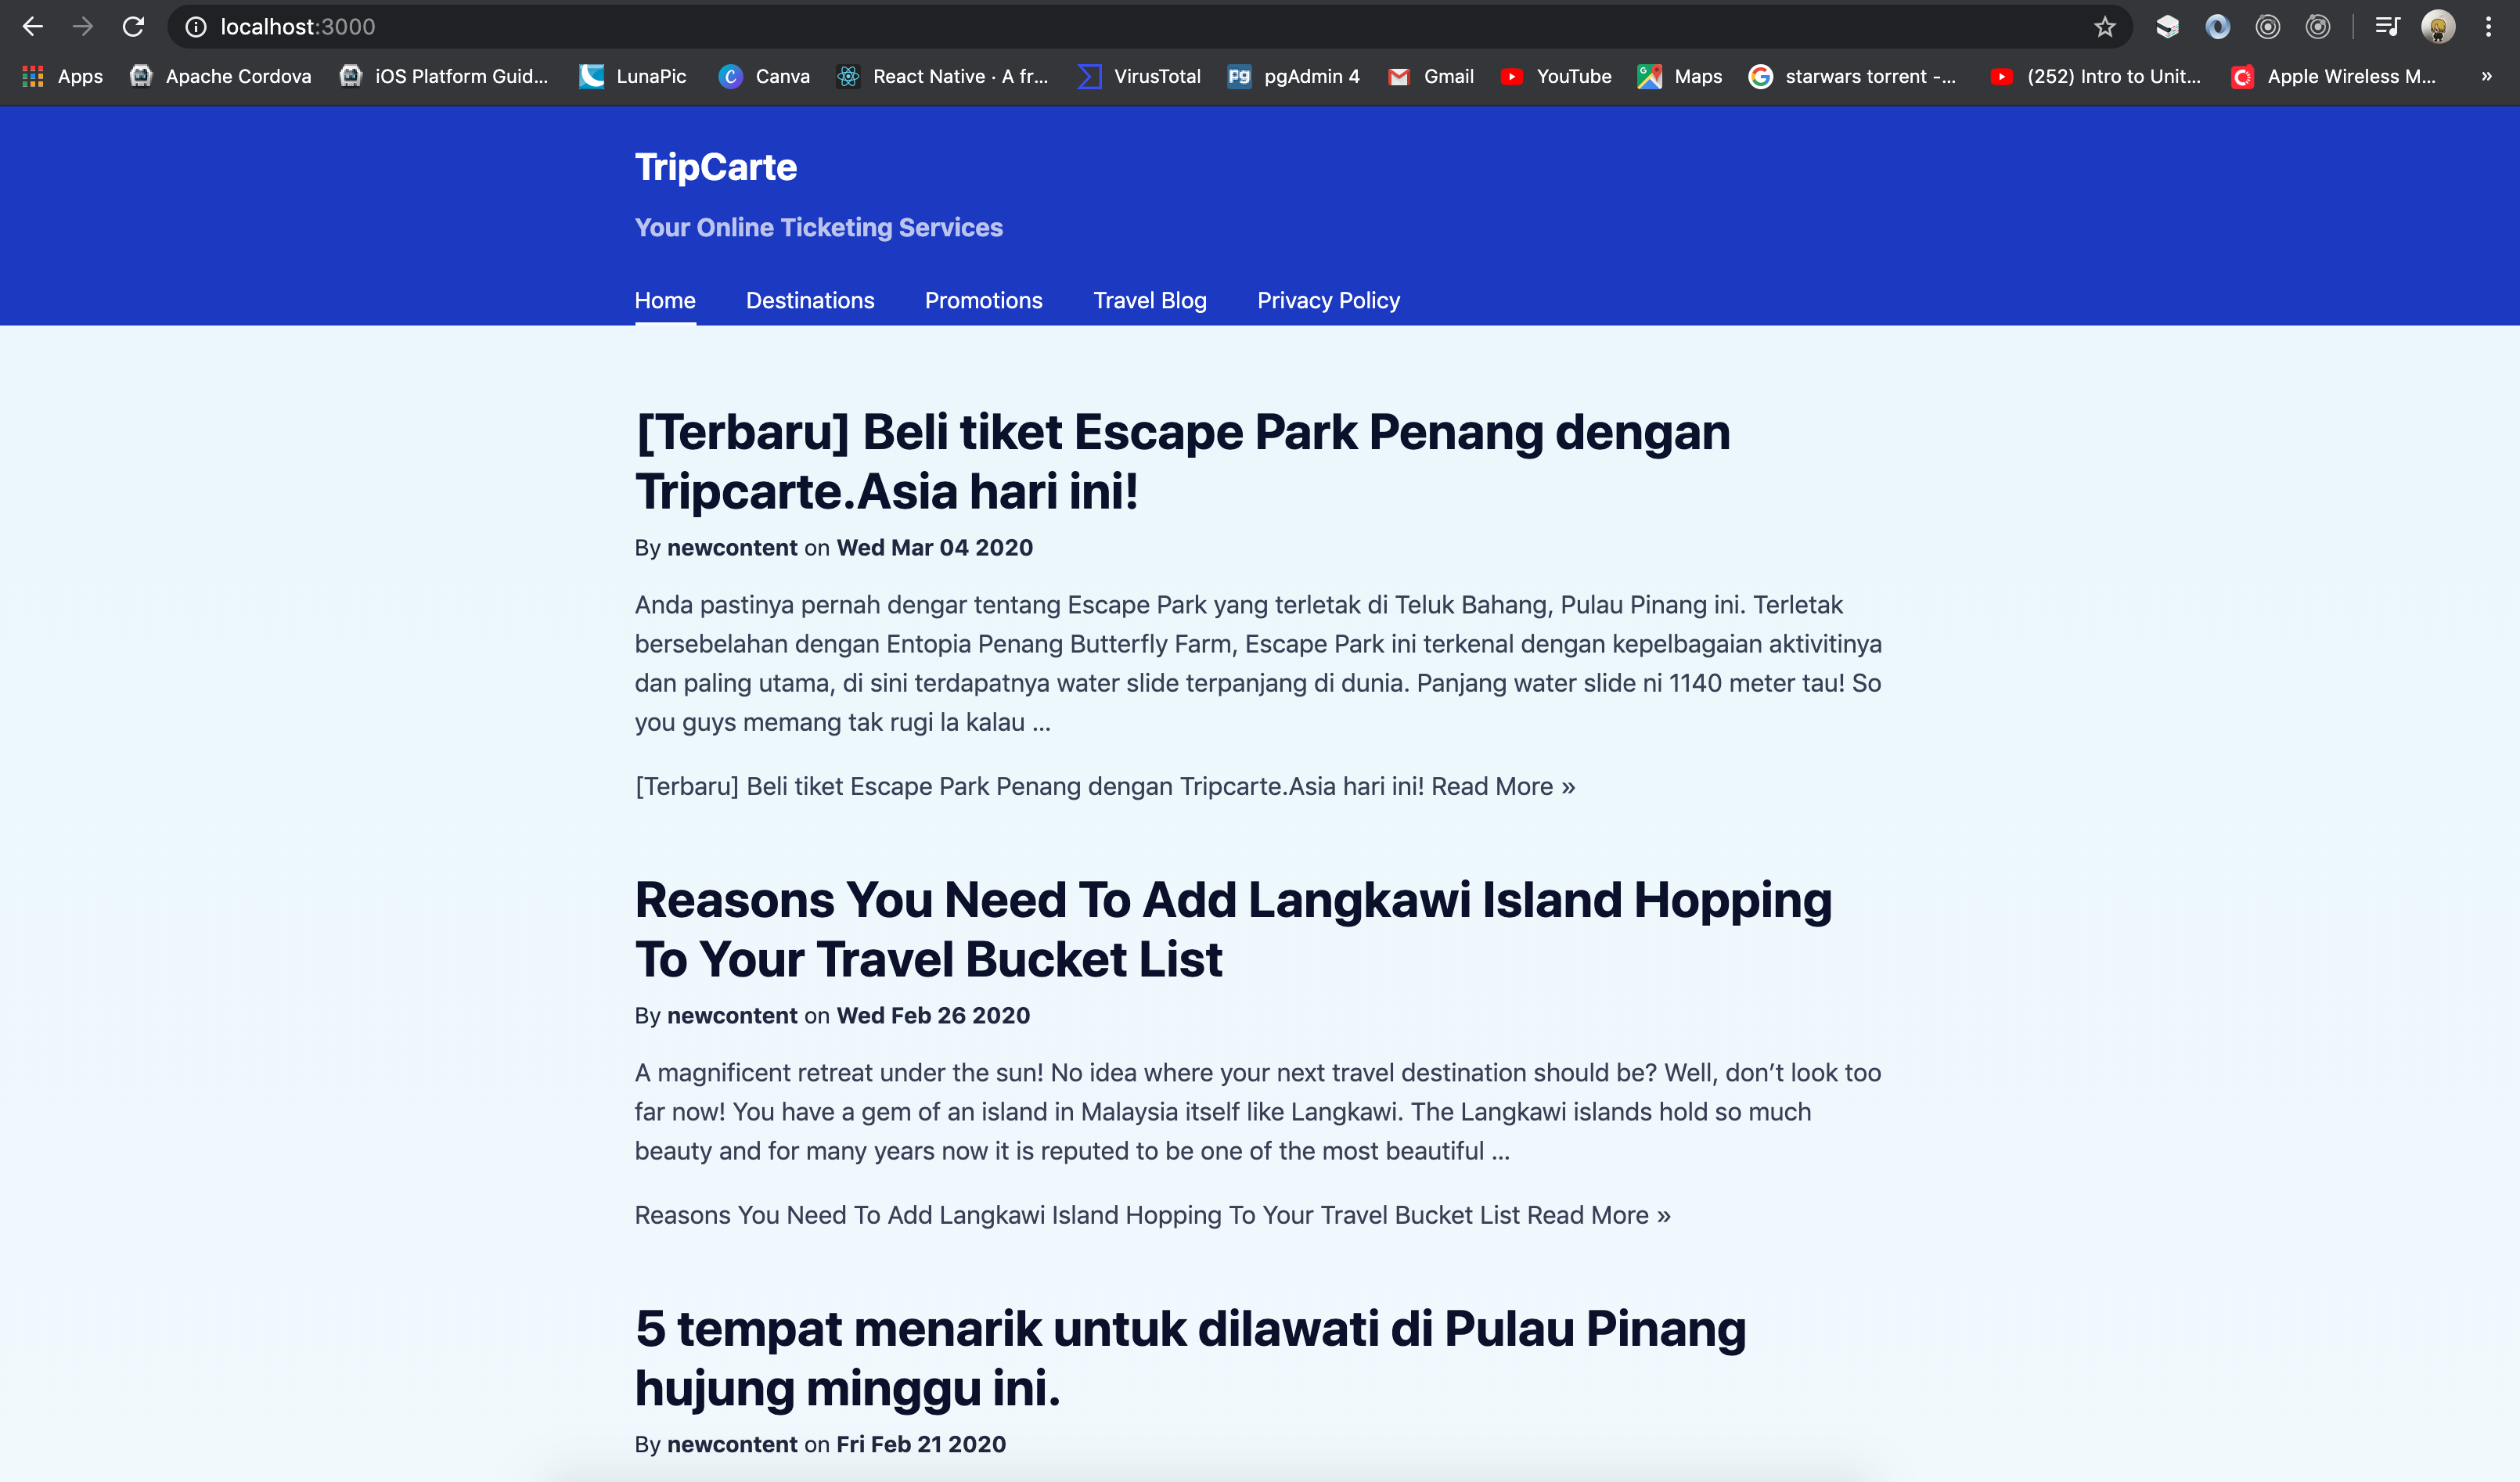 localhost:3000
Apps Apache Cordova iOS Platform Guid... LunaPic Canva React Native · A fr... VirusTotal pgAdmin 4 Gmail YouTube Maps starwars torrent -... (252) Intro to Unit... Apple Wireless M... »
TripCarte
Your Online Ticketing Services
Home Destinations Promotions Travel Blog Privacy Policy
[Terbaru] Beli tiket Escape Park Penang dengan
Tripcarte.Asia hari ini!
By newcontent on Wed Mar 04 2020
Anda pastinya pernah dengar tentang Escape Park yang terletak di Teluk Bahang, Pulau Pinang ini. Terletak
bersebelahan dengan Entopia Penang Butterfly Farm, Escape Park ini terkenal dengan kepelbagaian aktivitinya
dan paling utama, di sini terdapatnya water slide terpanjang di dunia. Panjang water slide ni 1140 meter tau! So
you guys memang tak rugi la kalau ...
[Terbaru] Beli tiket Escape Park Penang dengan Tripcarte.Asia hari ini! Read More »
Reasons You Need To Add Langkawi Island Hopping
To Your Travel Bucket List
By newcontent on Wed Feb 26 2020
A magnificent retreat under the sun! No idea where your next travel destination should be? Well, don’t look too
far now! You have a gem of an island in Malaysia itself like Langkawi. The Langkawi islands hold so much
beauty and for many years now it is reputed to be one of the most beautiful ...
Reasons You Need To Add Langkawi Island Hopping To Your Travel Bucket List Read More »
5 tempat menarik untuk dilawati di Pulau Pinang
hujung minggu ini.
By newcontent on Fri Feb 21 2020